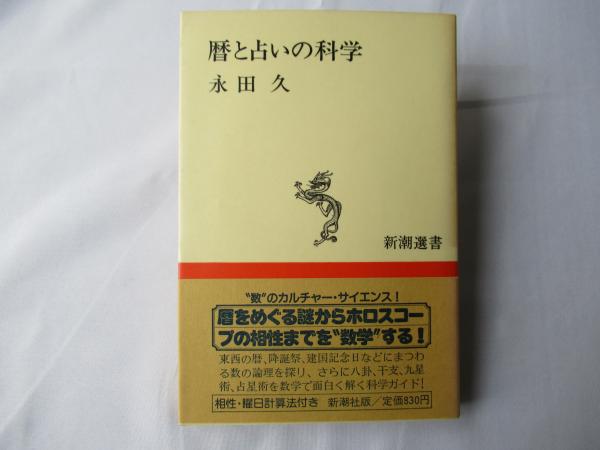 暦と占いの科学
永田 久
新潮選書
"数"のカルチャー・サイエンス!
暦をめぐる謎からホロスコー
プの相性までを"数学"する!
東西の暦、降誕祭、建国記念日などにまつわ
る数の論理を探り、さらに八卦、干支、九星
術、占星術を数学で面白く解く科学ガイド!
相性・曜日計算法付き 新潮社版/定価830円